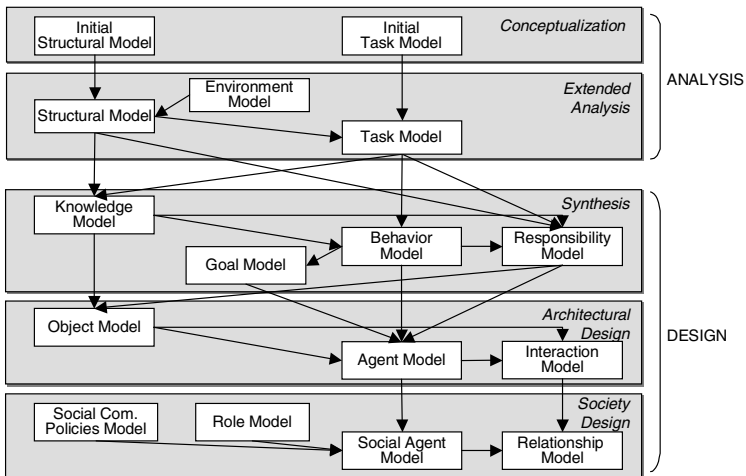 Initial
Structural Model
Initial
Task Model
Conceptualization
ANALYSIS
Environment
Model
Extended
Analysis
Structural Model
Task Model
Knowledge
Model
Synthesis
Behavior
Model
Responsibility
Model
Goal Model
DESIGN
Object Model
Architectural
Design
Agent Model
Interaction
Model
Social Com.
Policies Model
Role Model
Society
Design
Social Agent
Model
Relationship
Model